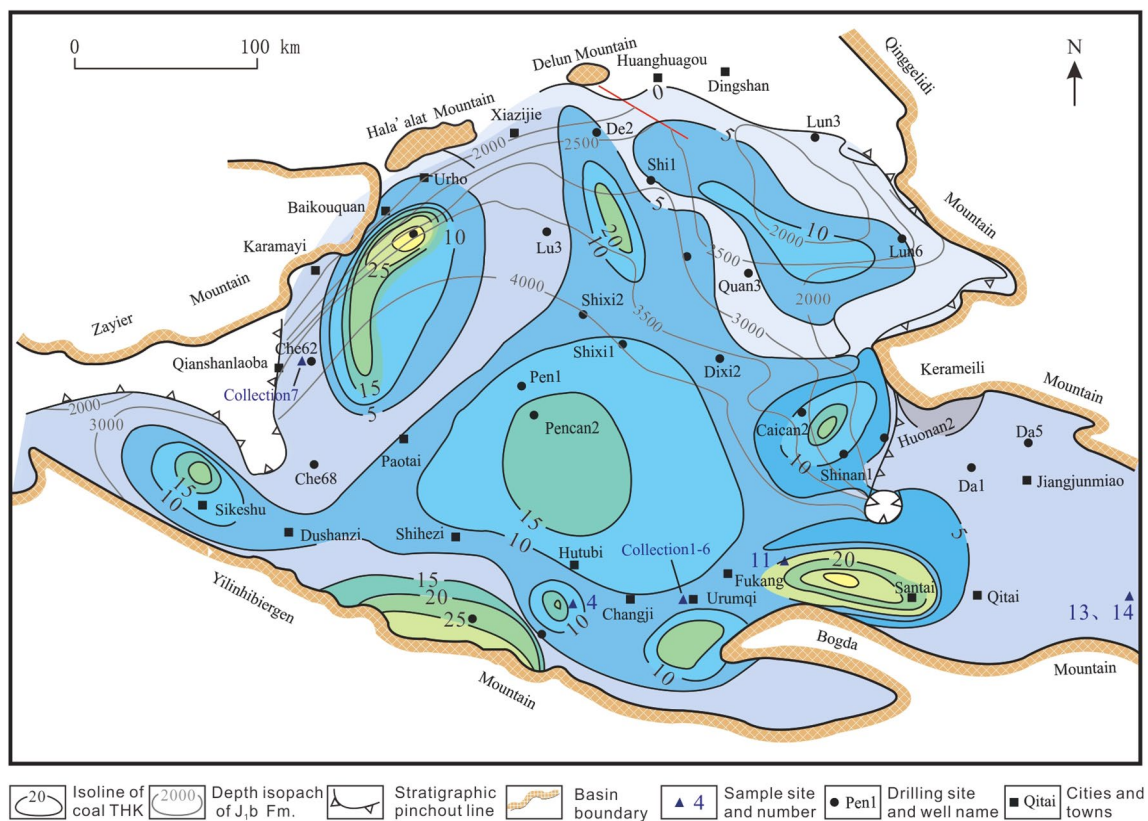 0 100 km
Delun Mountain
Huanghuagou
Dingshan
Qinggelidi
N
Hala' alat Mountain
Xiazijie
0
5
De2
Lun3
2000
2500
Urho
Shi1
Baikouquan
10
20
5
10
2000
Mountain
Karamayi
25
Lu3
10
2500
Lun6
Mountain
4000
Quan3
Zayier
Shixi2
3500
3000
2000
Qianshanlaoba
Che62
Shixi1
Dixi2
Kerameili
Collection7
15
Pen1
Mountain
2000
5
3000
Pencan2
Caican2
Huonan2
Da5
Paotai
15
Che68
10
Shinan1
Da1
Jiangjunmiao
10
Sikeshu
15
5
Dushanzi
Shihezi
10
Hutubi
Collection1-6
11
20
Fukang
Santai
Yilinhibiergen
15
20
4
10
Changji
Urumqi
Qitai
13、14
25
10
Bogda
Mountain
Mountain
20 Isoline of coal THK
2000 Depth isopach of J₁b Fm.
Stratigraphic pinchout line
Basin boundary
4 Sample site and number
Pen1 Drilling site and well name
Qitai Cities and towns